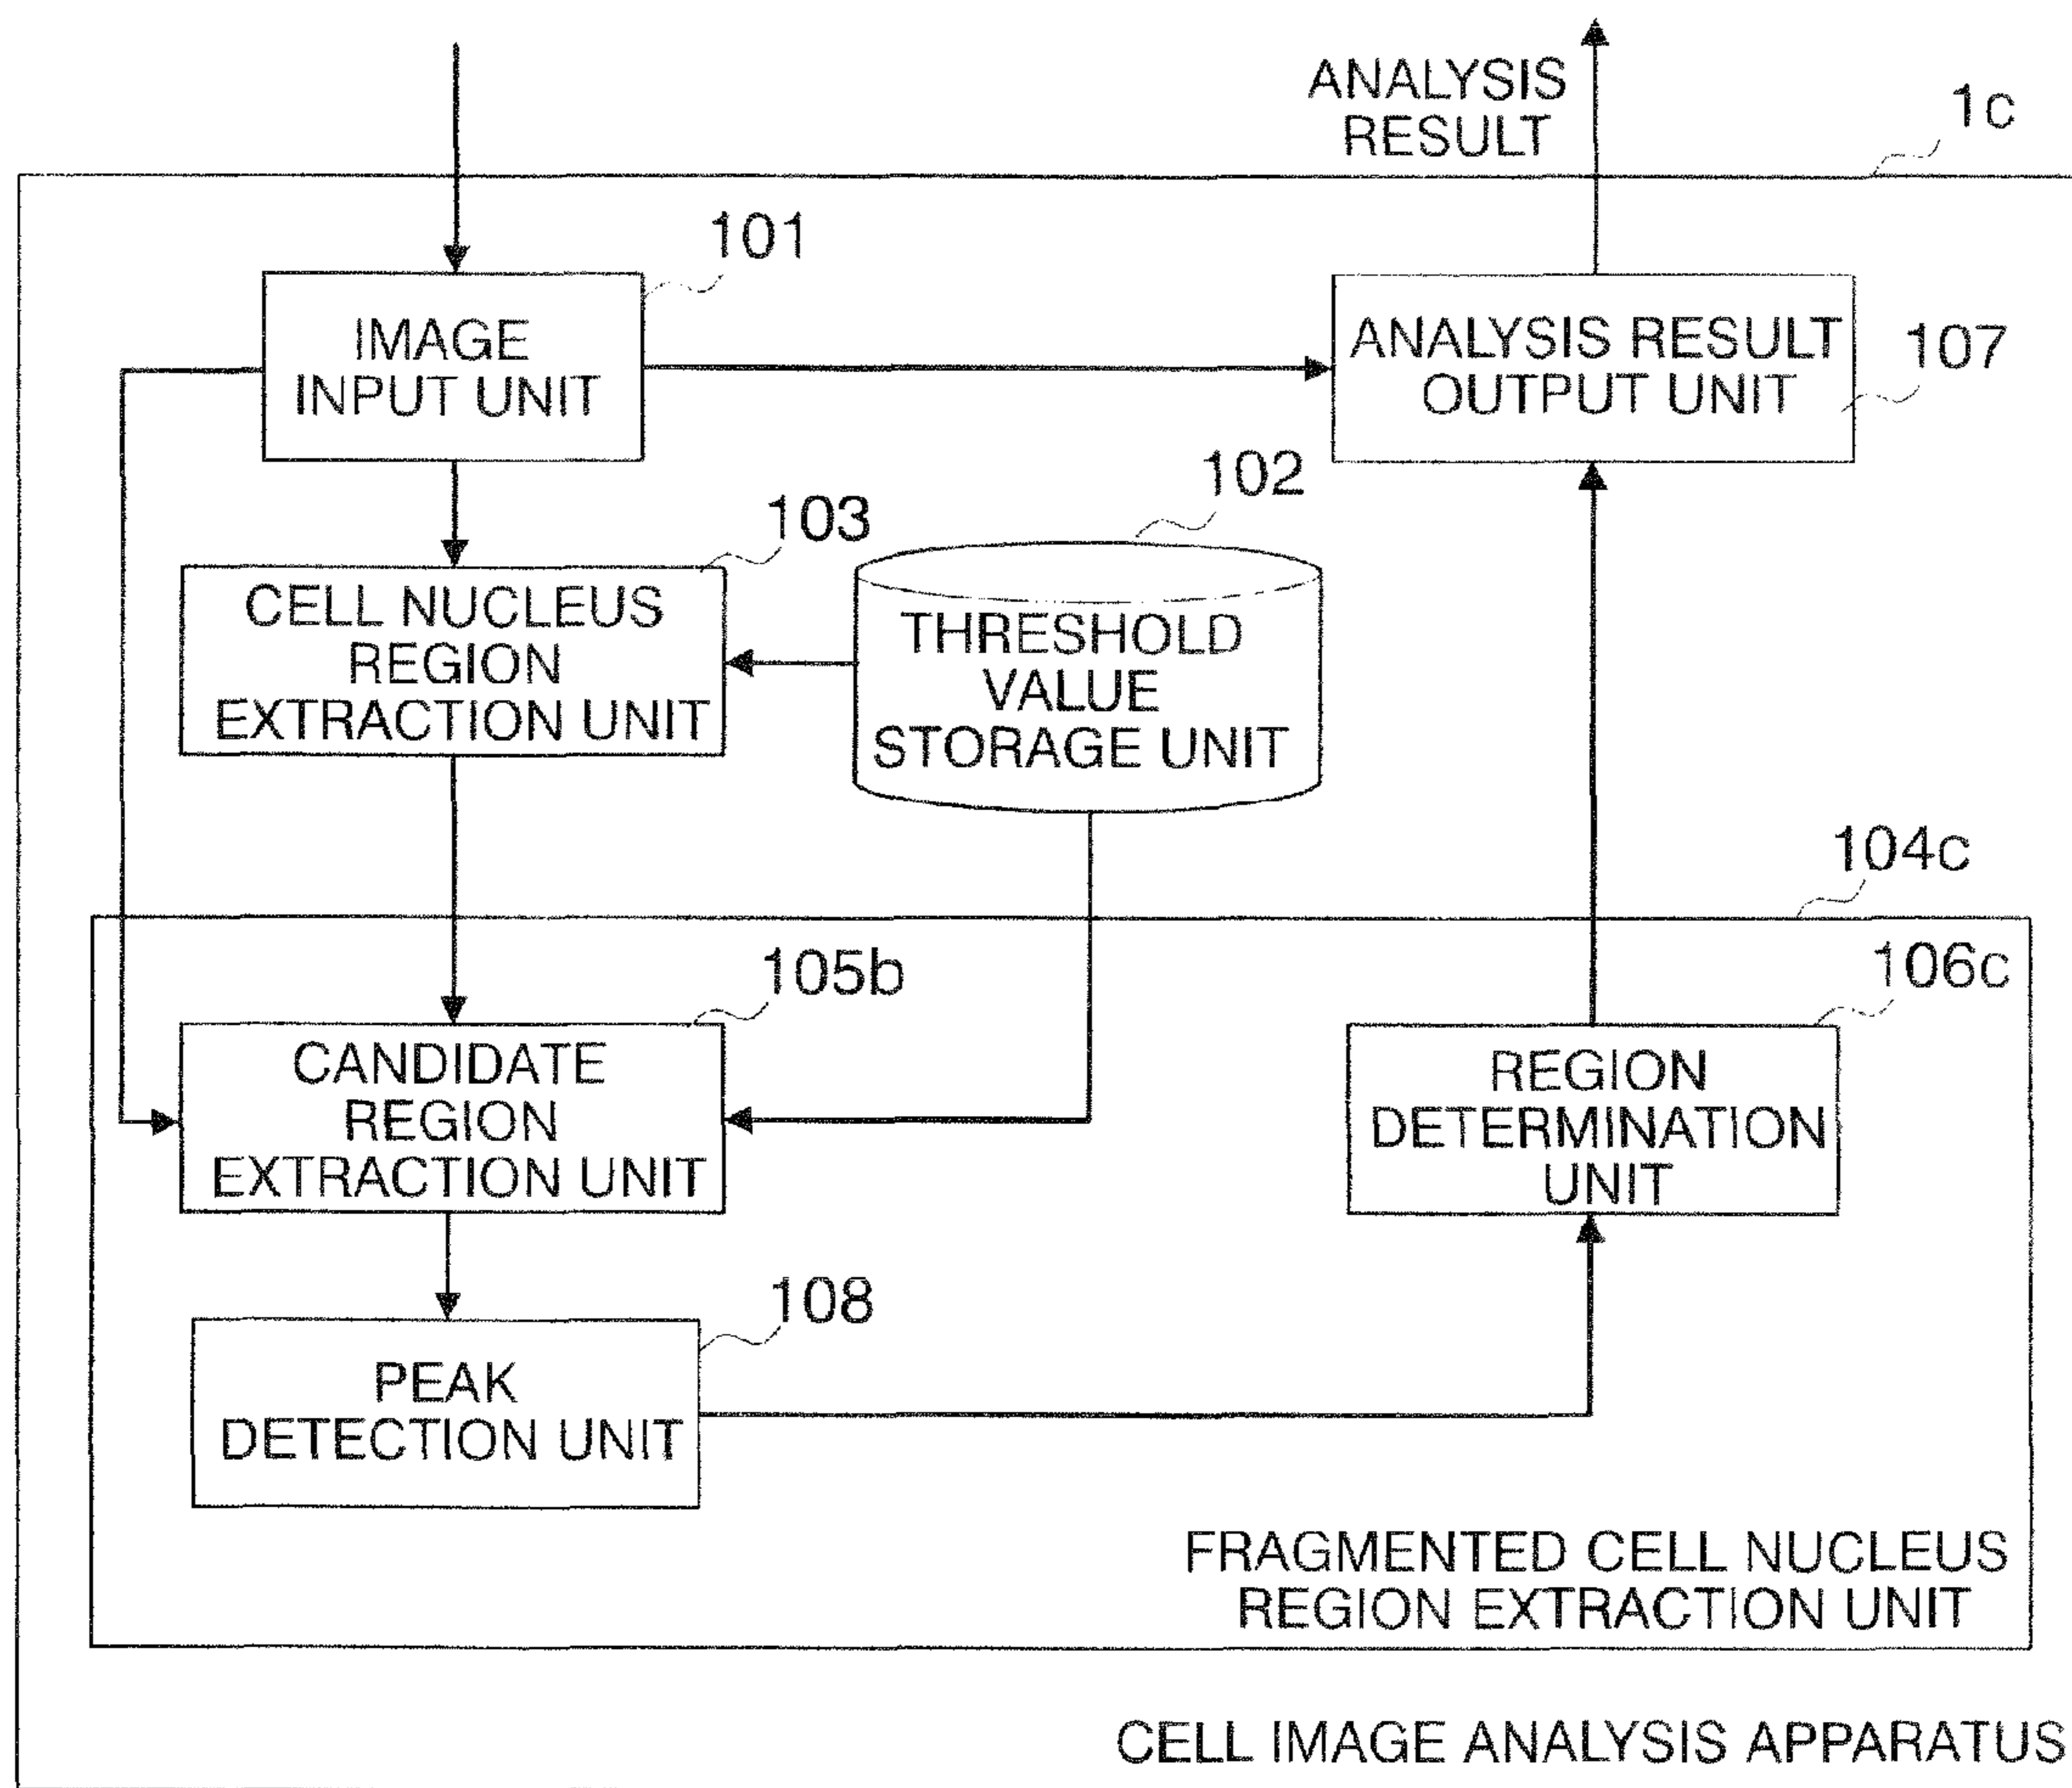 ANALYSIS
RESULT
1c
101
IMAGE
INPUT UNIT
ANALYSIS RESULT
OUTPUT UNIT
107
102
103
CELL NUCLEUS
REGION
EXTRACTION UNIT
THRESHOLD
VALUE
STORAGE UNIT
104c
105b
106c
CANDIDATE
REGION
EXTRACTION UNIT
REGION
DETERMINATION
UNIT
108
PEAK
DETECTION UNIT
FRAGMENTED CELL NUCLEUS
REGION EXTRACTION UNIT
CELL IMAGE ANALYSIS APPARATUS